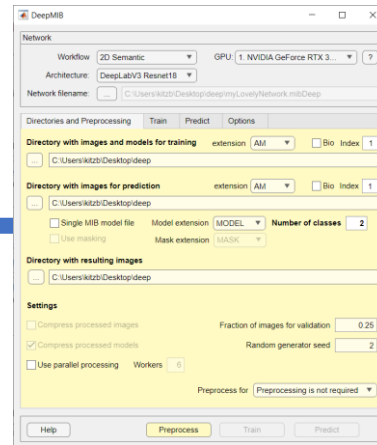 DeepMIB
Network
Workflow 2D Semantic GPU: 1. NVIDIA GeForce RTX 3... ?
Architecture: DeepLabV3 Resnet18
Network filename: ... C:\Users\kitzb\Desktop\deep\myLovelyNetwork.mibDeep
Directories and Preprocessing Train Predict Options
Directory with images and models for training extension AM Bio Index 1
... C:\Users\kitzb\Desktop\deep
Directory with images for prediction extension AM Bio Index 1
... C:\Users\kitzb\Desktop\deep
Single MIB model file Model extension MODEL Number of classes 2
Use masking Mask extension MASK
Directory with resulting images
... C:\Users\kitzb\Desktop\deep
Settings
Compress processed images Fraction of images for validation 0.25
Compress processed models Random generator seed 2
Use parallel processing Workers 6
Preprocess for Preprocessing is not required
Help Preprocess Train Predict